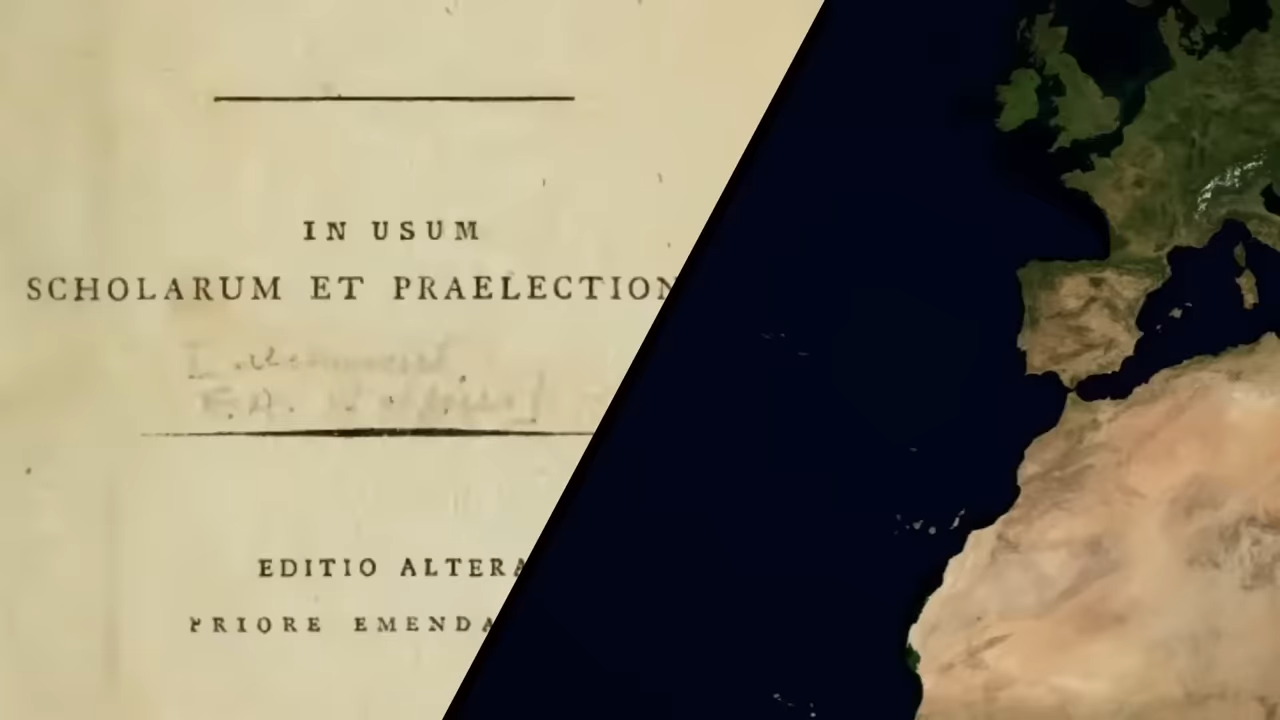 IN USUM
SCHOLARUM ET PRAELECTION
EDITIO ALTERA
PRIORE EMENDA